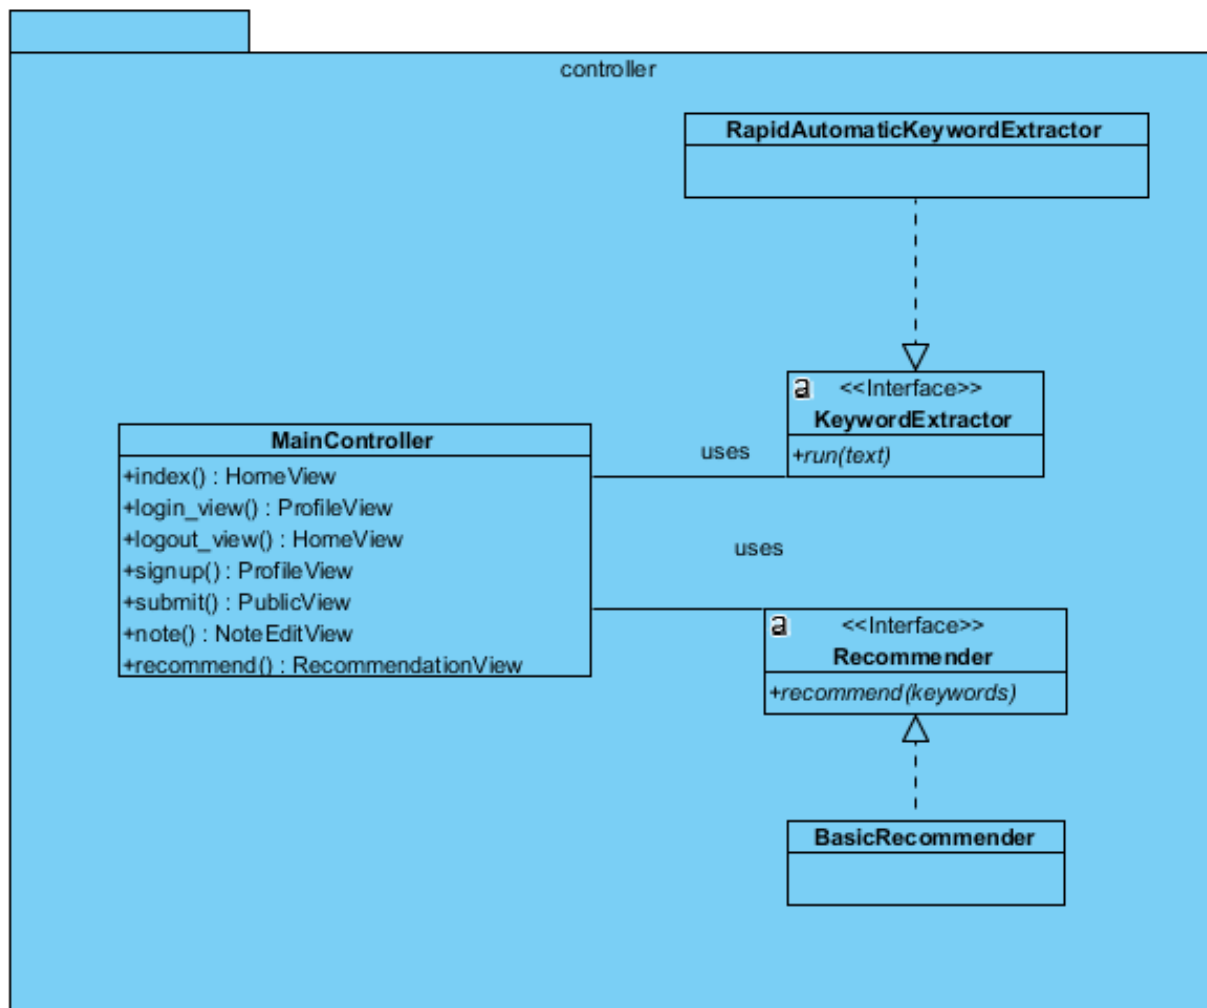 controller
RapidAutomaticKeywordExtractor
a <<Interface>>
KeywordExtractor
+run(text)
uses
MainController
+index() : HomeView
+login_view() : ProfileView
+logout_view() : HomeView
+signup() : ProfileView
+submit() : PublicView
+note() : NoteEditView
+recommend() : RecommendationView
uses
a <<Interface>>
Recommender
+recommend(keywords)
BasicRecommender